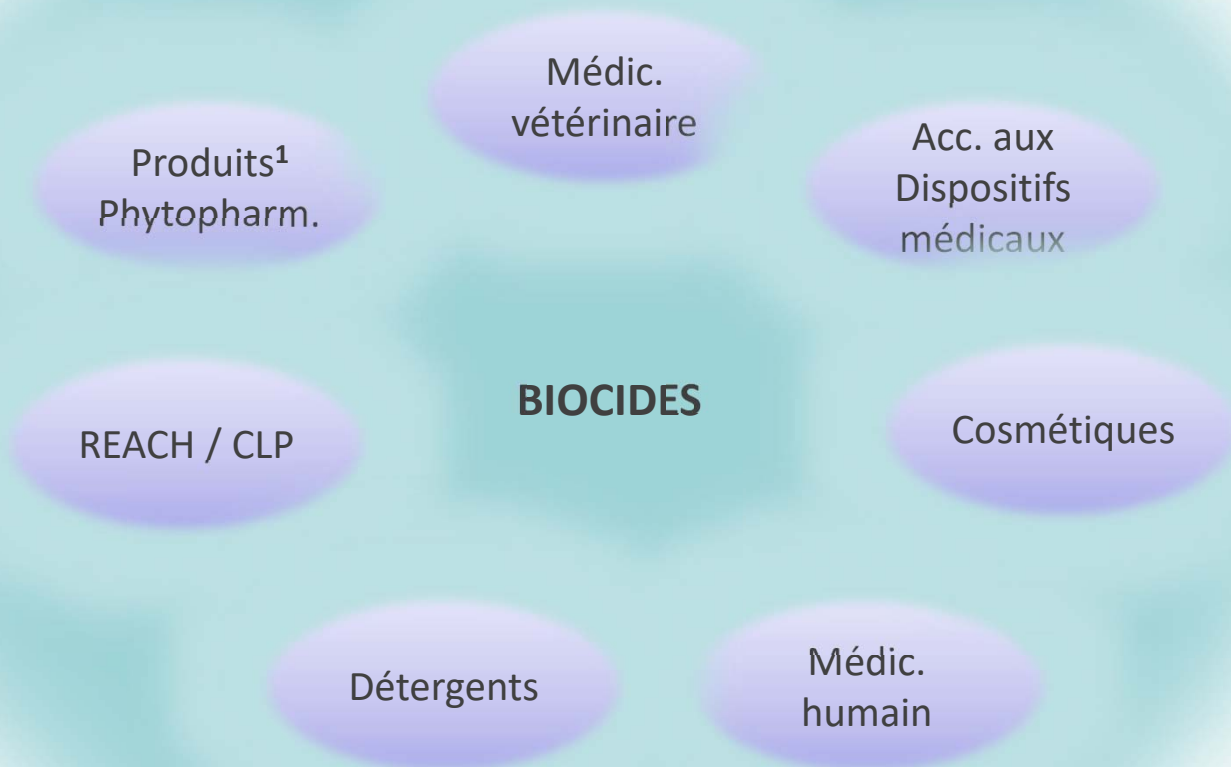 Médic.
vétérinaire
Produits¹
Phytopharm.
Acc. aux
Dispositifs
médicaux
BIOCIDES
REACH / CLP
Cosmétiques
Détergents
Médic.
humain